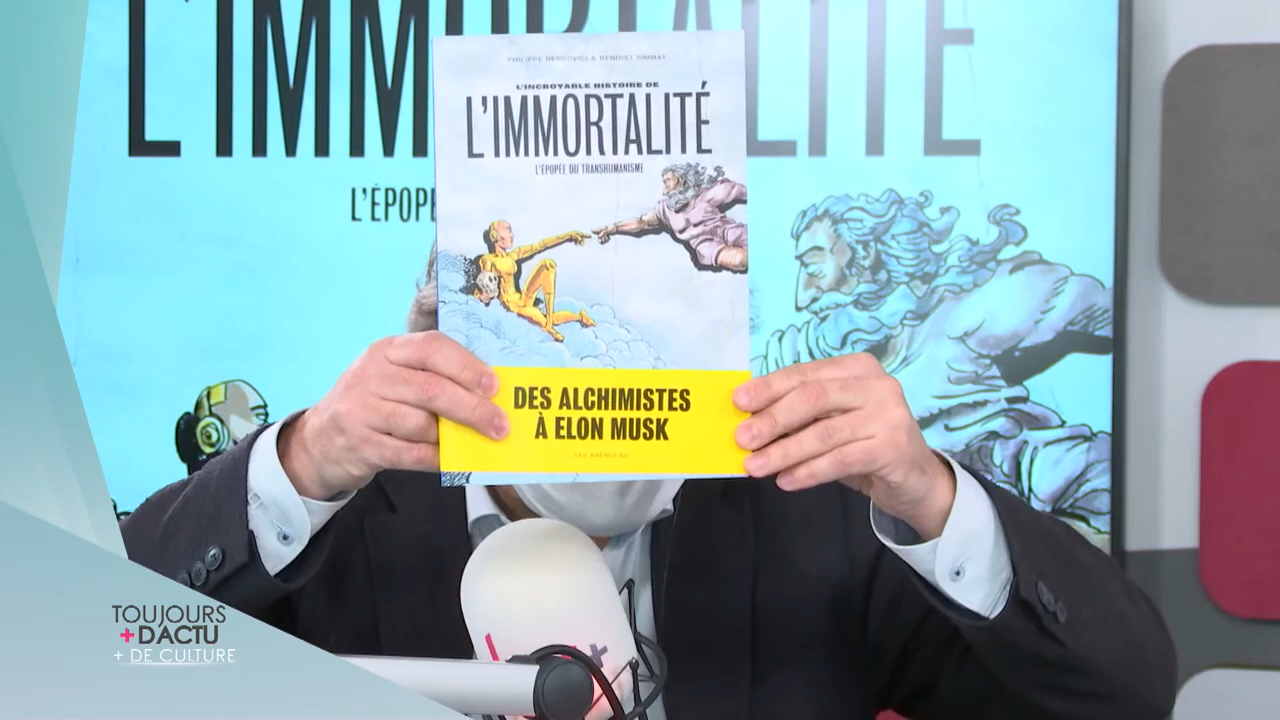 L'IMMORTALITÉ
L'ÉPOPÉ
PHILIPPE BERCOVICI & BENOIST SIMMAT
L'INCROYABLE HISTOIRE DE
L'IMMORTALITÉ
L'ÉPOPÉE DU TRANSHUMANISME
DES ALCHIMISTES
À ELON MUSK
LES ARÈNES BD
TOUJOURS
+ D'ACTU
+ DE CULTURE